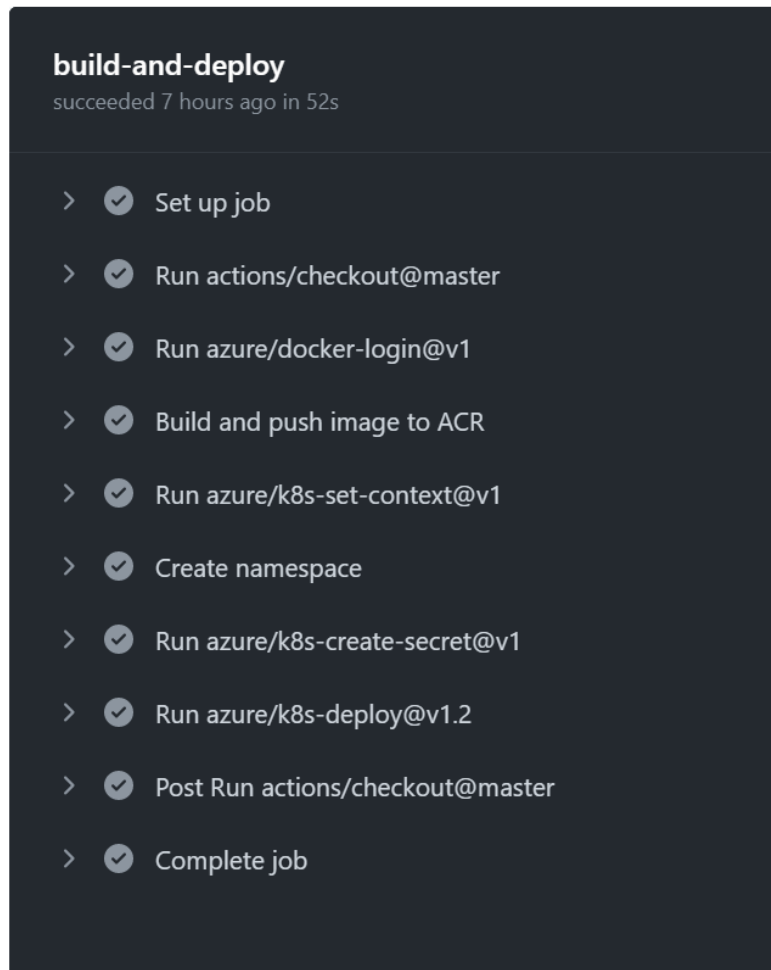 build-and-deploy
succeeded 7 hours ago in 52s
Set up job
Run actions/checkout@master
Run azure/docker-login@v1
Build and push image to ACR
Run azure/k8s-set-context@v1
Create namespace
Run azure/k8s-create-secret@v1
Run azure/k8s-deploy@v1.2
Post Run actions/checkout@master
Complete job